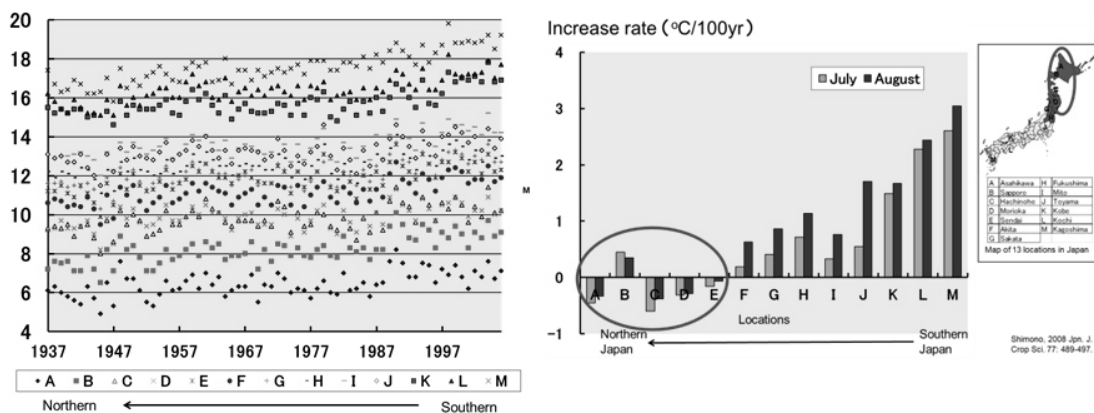 20
18
16
14
12
10
8
6
4
1937 1947 1957 1967 1977 1987 1997
A B C D E F G H I J K L M
Northern Southern
M
Increase rate (°C/100yr)
4
3
2
1
0
-1
July August
A B C D E F G H I J K L M
Locations
Northern Japan
Southern Japan
A Asahikawa H Fukushima
B Sapporo I Mito
C Hachinohe J Toyama
D Morioka K Kobe
E Sendai L Kochi
F Akita M Kagoshima
G Sakata
Map of 13 locations in Japan
Shimono, 2008 Jpn. J.
Crop Sci. 77: 489-497.